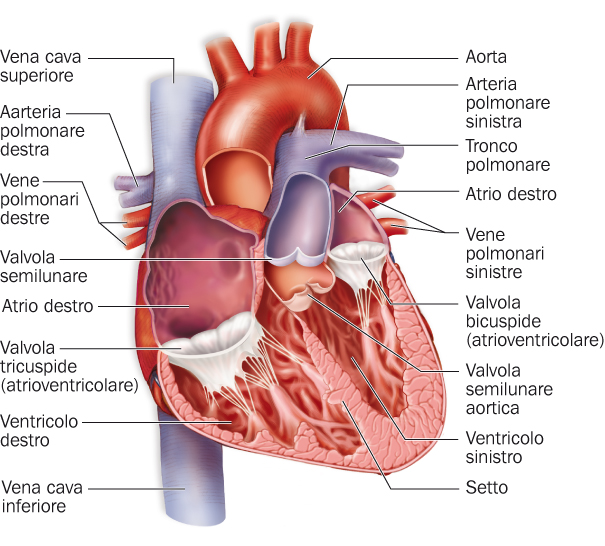 Vena cava
superiore
Aarteria
polmonare
destra
Vene
polmonari
destre
Valvola
semilunare
Atrio destro
Valvola
tricuspide
(atrioventricolare)
Ventricolo
destro
Vena cava
inferiore
Aorta
Arteria
polmonare
sinistra
Tronco
polmonare
Atrio destro
Vene
polmonari
sinistre
Valvola
bicuspide
(atrioventricolare)
Valvola
semilunare
aortica
Ventricolo
sinistro
Setto